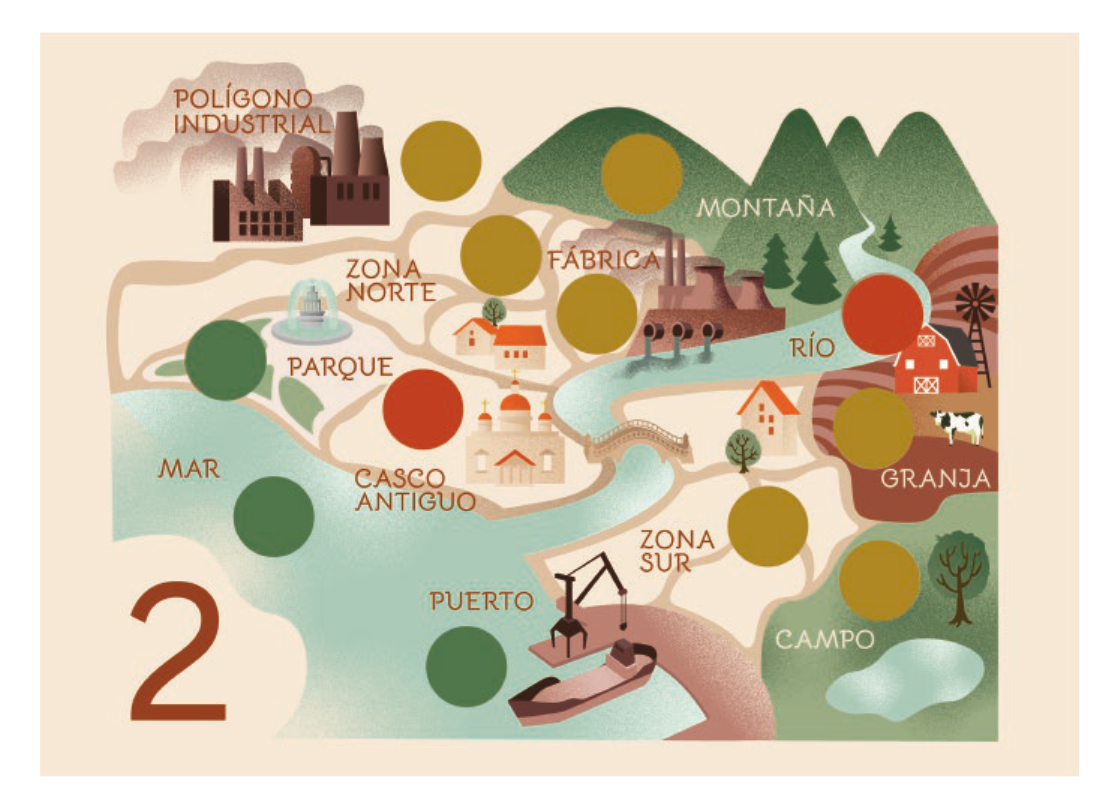 POLÍGONO
INDUSTRIAL
MONTAÑA
FÁBRICA
ZONA
NORTE
RÍO
PARQUE
MAR
CASCO
ANTIGUO
GRANJA
ZONA
SUR
PUERTO
CAMPO
2